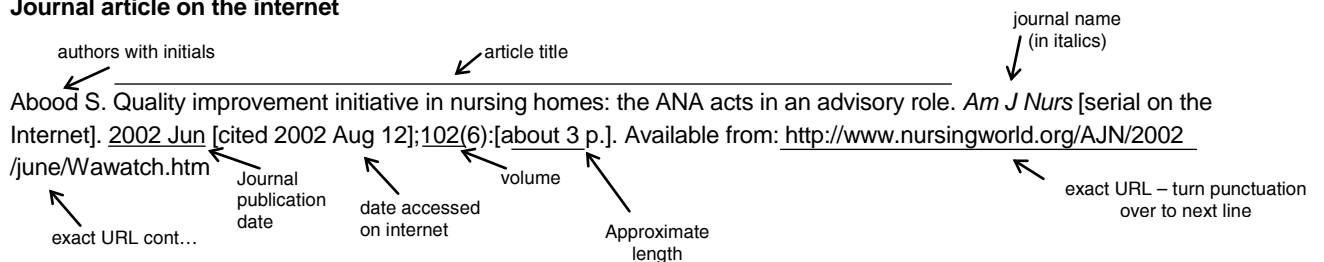 Journal article on the internet
journal name
(in italics)
authors with initials
article title
Abood S. Quality improvement initiative in nursing homes: the ANA acts in an advisory role. Am J Nurs [serial on the
Internet]. 2002 Jun [cited 2002 Aug 12];102(6):[about 3 p.]. Available from: http://www.nursingworld.org/AJN/2002
/june/Wawatch.htm
Journal
publication
date
date accessed
on internet
volume
exact URL – turn punctuation
over to next line
exact URL cont…
Approximate
length